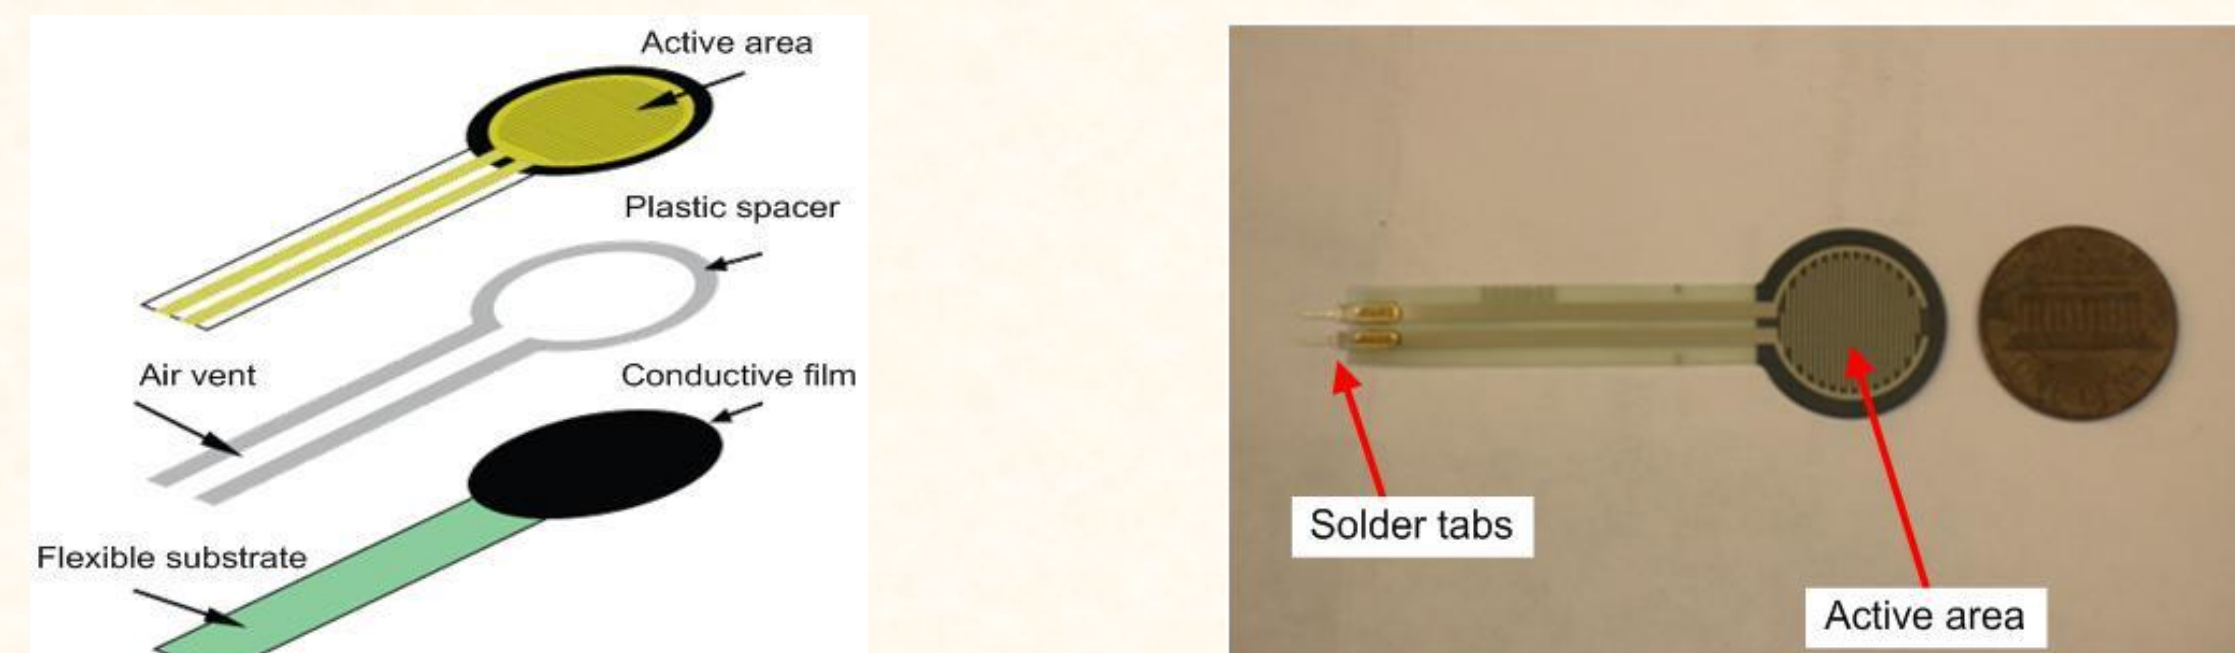 Active area
Plastic spacer
Air vent
Conductive film
Flexible substrate
Solder tabs
Active area